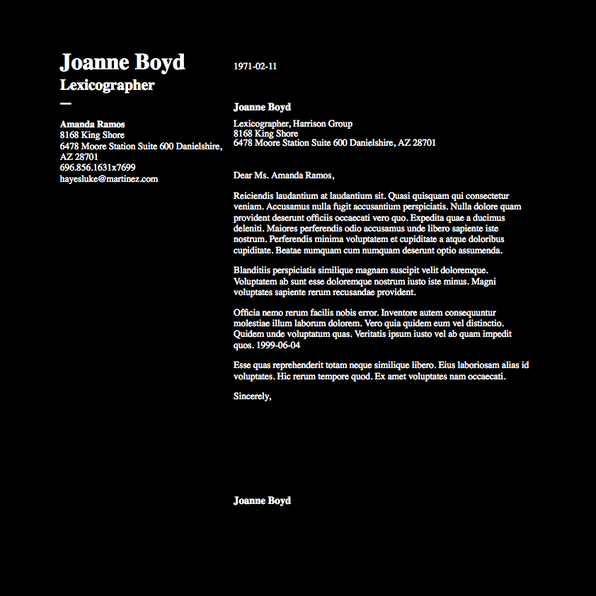 Joanne Boyd
Lexicographer
Amanda Ramos
8168 King Shore
6478 Moore Station Suite 600 Danielshire,
AZ 28701
696.856.1631x7699
hayesluke@martinez.com
1971-02-11
Joanne Boyd
Lexicographer, Harrison Group
8168 King Shore
6478 Moore Station Suite 600 Danielshire, AZ 28701
Dear Ms. Amanda Ramos,
Reiciendis laudantium at laudantium sit. Quasi quisquam qui consectetur
veniam. Accusamus nulla fugit accusantium perspiciatis. Nulla dolore quam
provident deserunt officiis occaecati vero quo. Expedita quae a ducimus
deleniti. Maiores perferendis odio accusamus unde libero sapiente iste
nostrum. Perferendis minima voluptatem et cupiditate a atque doloribus
cupiditate. Beatae numquam cum numquam deserunt optio assumenda.
Blanditiis perspiciatis similique magnam suscipit velit doloremque.
Voluptatem ab sunt esse doloremque nostrum iusto iste minus. Magni
voluptates sapiente rerum recusandae provident.
Officia nemo rerum facilis nobis error. Inventore autem consequuntur
molestiae illum laborum dolorem. Vero quia quidem eum vel distinctio.
Quidem unde voluptatum quas. Veritatis ipsum iusto vel ab quam impedit
quos. 1999-06-04
Esse quas reprehenderit totam neque similique libero. Eius laboriosam alias id
voluptates. Hic rerum tempore quod. Ex amet voluptates nam occaecati.
Sincerely,
Joanne Boyd